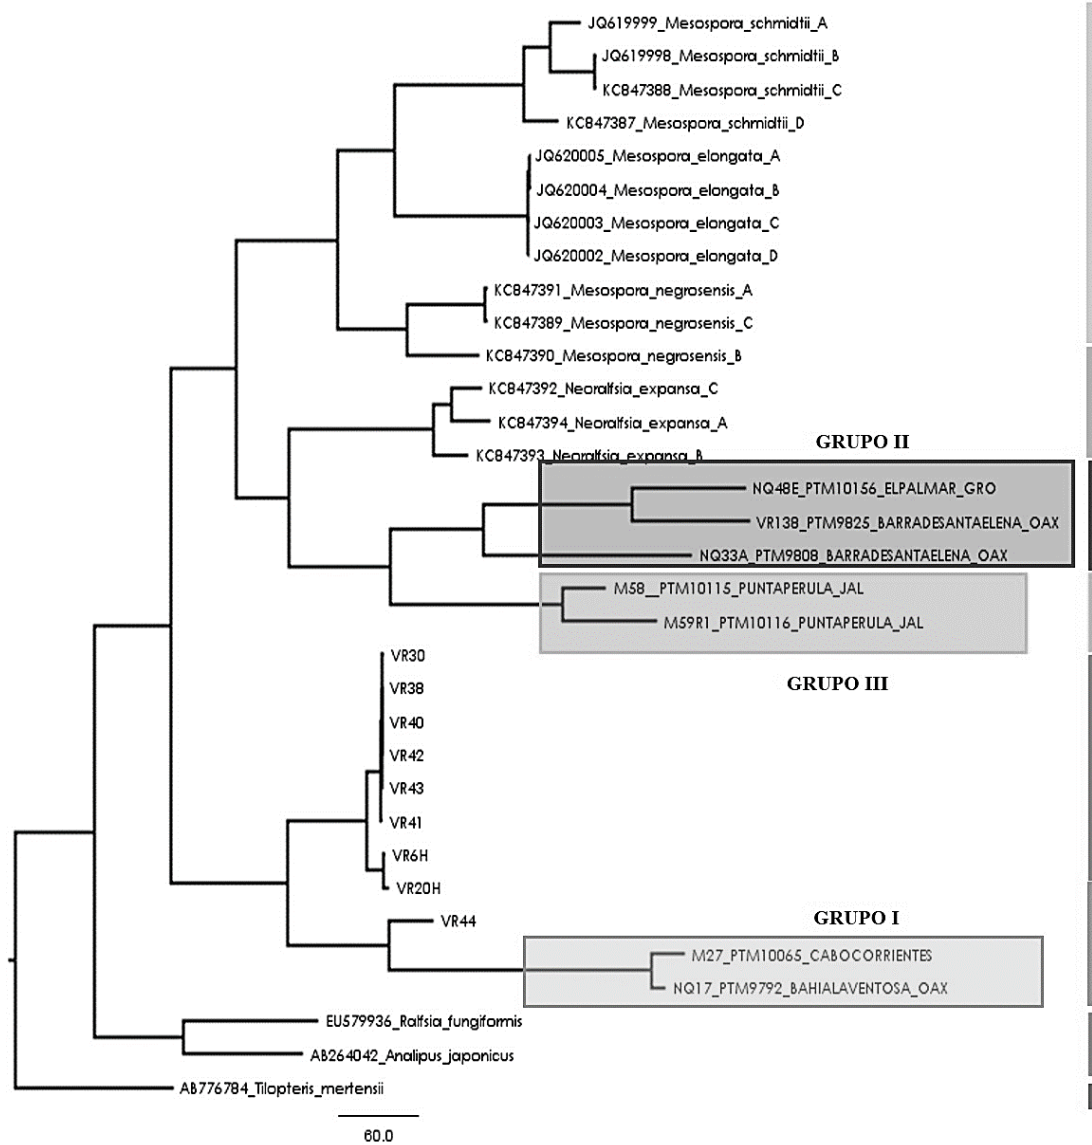 JQ619999_Mesospora_schmidtii_A
JQ619998_Mesospora_schmidtii_B
KC847388_Mesospora_schmidtii_C
KC847387_Mesospora_schmidtii_D
JQ620005_Mesospora_elongata_A
JQ620004_Mesospora_elongata_B
JQ620003_Mesospora_elongata_C
JQ620002_Mesospora_elongata_D
KC847391_Mesospora_negrosensis_A
KC847389_Mesospora_negrosensis_C
KC847390_Mesospora_negrosensis_B
KC847392_Neoralfsia_expansa_C
KC847394_Neoralfsia_expansa_A
GRUPO II
KC847393_Neoralfsia_expansa_B
NQ48E_PTM10156_ELPALMAR_GRO
VR138_PTM9825_BARRADESANTAELENA_OAX
NQ33A_PTM9808_BARRADESANTAELENA_OAX
M58__PTM10115_PUNTAPERULA_JAL
M59R1_PTM10116_PUNTAPERULA_JAL
VR30
GRUPO III
VR38
VR40
VR42
VR43
VR41
VR6H
VR20H
VR44
GRUPO I
M27_PTM10065_CABOCORRIENTES
NQ17_PTM9792_BAHIALAVENTOSA_OAX
EU579936_Ralfsia_fungiformis
AB264042_Analipus_japonicus
AB776784_Tilopteris_mertensii
60.0